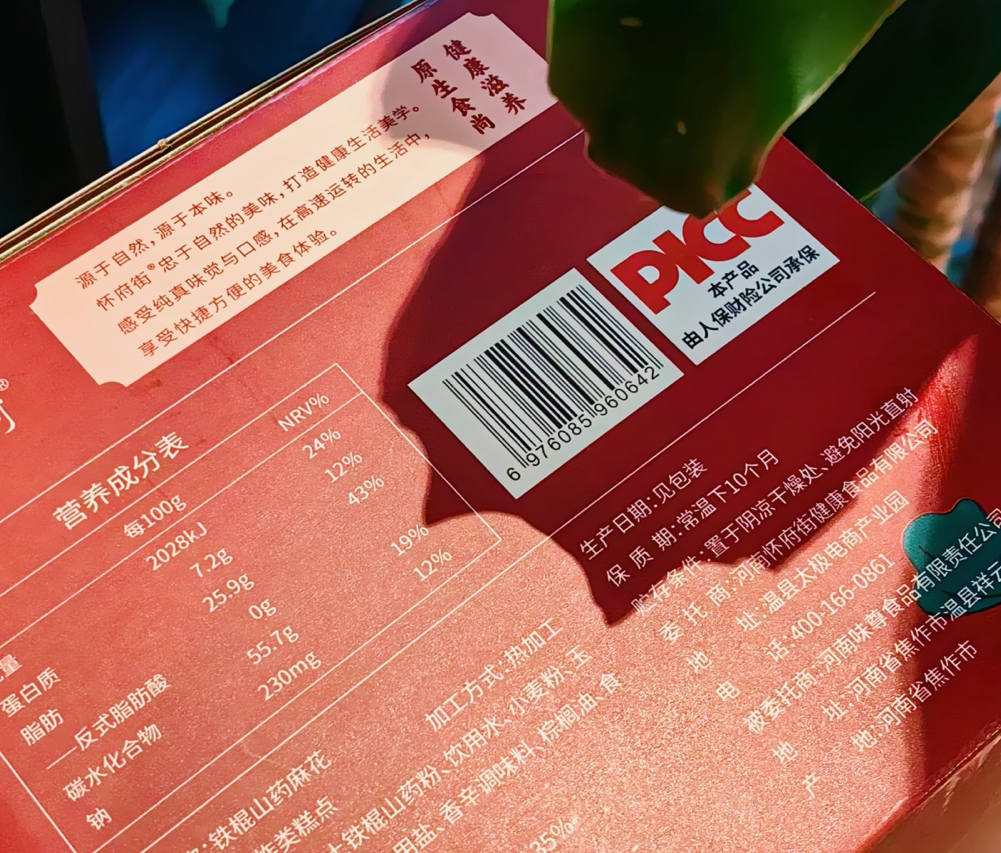 健康滋养
原生食尚
源于自然,源于本味。
怀府街®忠于自然的美味,打造健康生活美学。
感受纯真味觉与口感,在高速运转的生活中,
享受快捷方便的美食体验。
PICC
本产品
由人保财险公司承保
6 976085 960642
®
营养成分表
每100g NRV%
量 2028kJ 24%
蛋白质 7.2g 12%
脂肪 25.9g 43%
—反式脂肪酸 0g
碳水化合物 55.7g 19%
钠 230mg 12%
:铁棍山药麻花 加工方式:热加工
炸类糕点
铁棍山药粉、饮用水、小麦粉、玉
用盐、香辛调味料、棕榈油、食
35%
生产日期:见包装
保质期:常温下10个月
贮存条件:置于阴凉干燥处、避免阳光直射
委托商:河南怀府街健康食品有限公司
地址:温县太极电商产业园
电话:400-166-0861
被委托商:河南味尊食品有限责任公司
地址:河南省焦作市温县祥元
产地:河南省焦作市